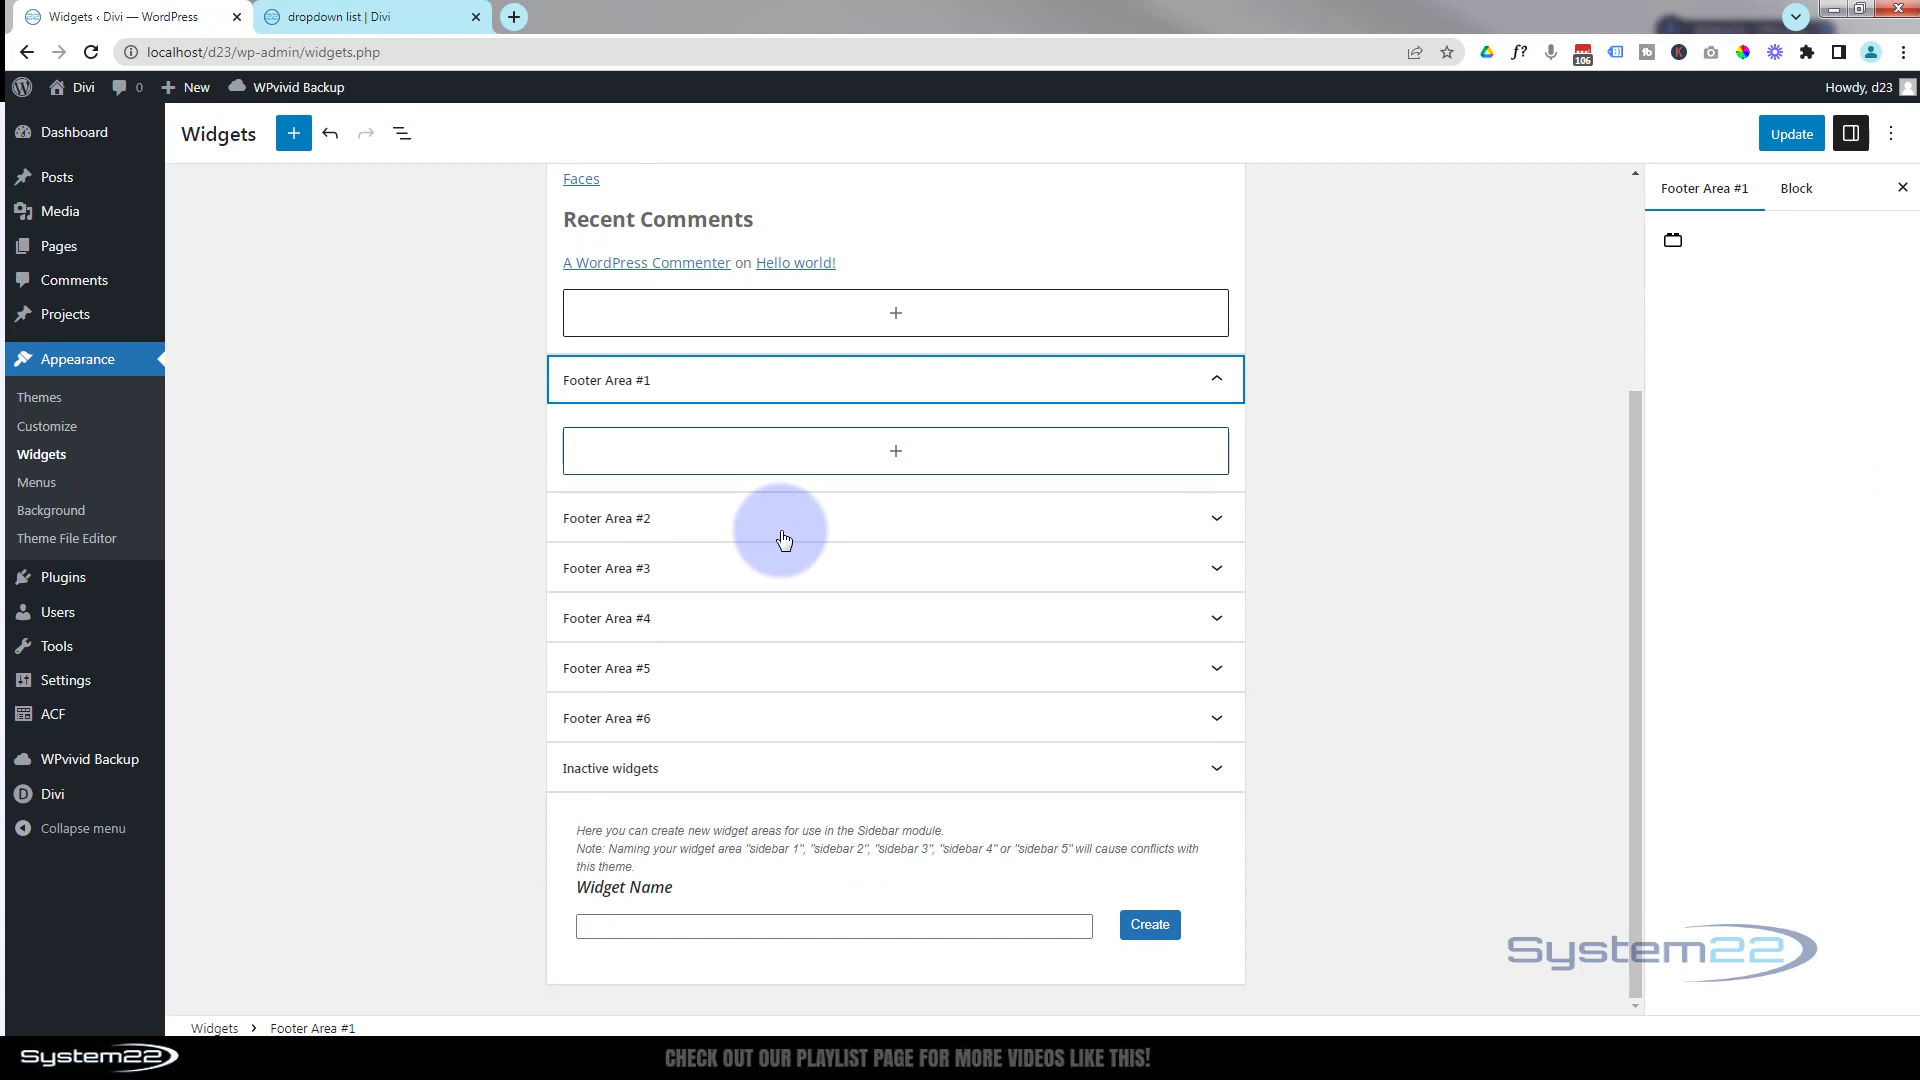 Widgets ‹ Divi — WordPress
dropdown list | Divi
localhost/d23/wp-admin/widgets.php
106
Divi
0
New
WPvivid Backup
Howdy, d23
Dashboard
Posts
Media
Pages
Comments
Projects
Appearance
Themes
Customize
Widgets
Menus
Background
Theme File Editor
Plugins
Users
Tools
Settings
ACF
WPvivid Backup
Divi
Collapse menu
Widgets
Update
Faces
Recent Comments
A WordPress Commenter on Hello world!
Footer Area #1
Footer Area #2
Footer Area #3
Footer Area #4
Footer Area #5
Footer Area #6
Inactive widgets
Here you can create new widget areas for use in the Sidebar module.
Note: Naming your widget area "sidebar 1", "sidebar 2", "sidebar 3", "sidebar 4" or "sidebar 5" will cause conflicts with
this theme.
Widget Name
Create
Footer Area #1
Block
System22
Widgets > Footer Area #1
System22
CHECK OUT OUR PLAYLIST PAGE FOR MORE VIDEOS LIKE THIS!